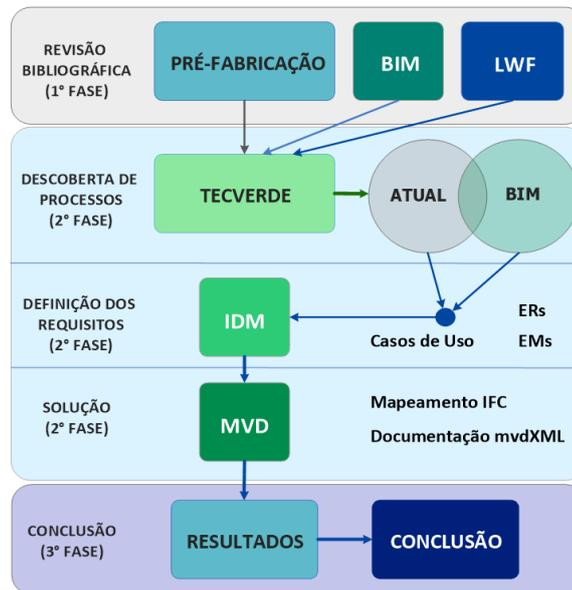 REVISÃO
BIBLIOGRÁFICA
(1° FASE)
PRÉ-FABRICAÇÃO
BIM
LWF
DESCOBERTA DE
PROCESSOS
(2° FASE)
TECVERDE
ATUAL
BIM
DEFINIÇÃO DOS
REQUISITOS
(2° FASE)
IDM
Casos de Uso
ERs
EMs
SOLUÇÃO
(2° FASE)
MVD
Mapeamento IFC
Documentação mvdXML
CONCLUSÃO
(3° FASE)
RESULTADOS
CONCLUSÃO